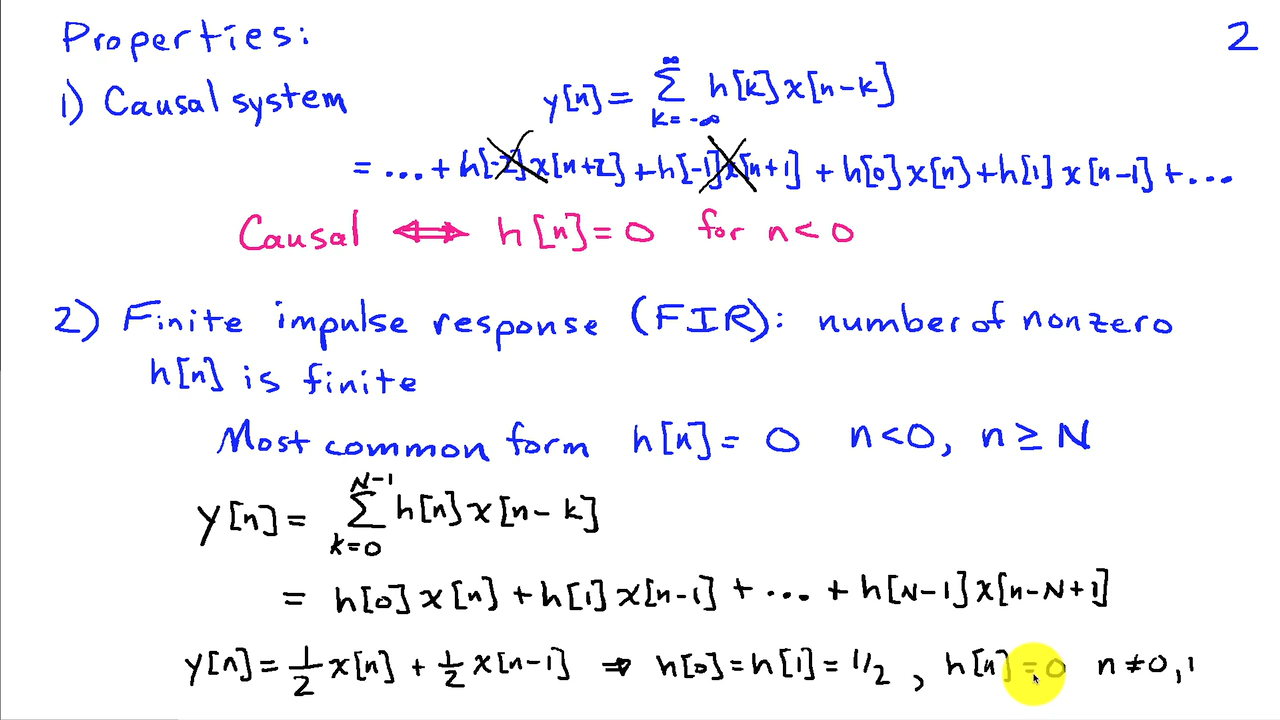 Properties: 2
1) Causal system y[n] = ∑_{k=-∞}^{∞} h[k]x[n-k]
= ... + h[-2]x[n+2] + h[-1]x[n+1] + h[0]x[n] + h[1]x[n-1] + ...
Causal ⟺ h[n] = 0 for n < 0
2) Finite impulse response (FIR): number of nonzero
h[n] is finite
Most common form h[n] = 0 n<0, n ≥ N
y[n] = ∑_{k=0}^{N-1} h[n]x[n-k]
= h[0]x[n] + h[1]x[n-1] + ... + h[N-1]x[n-N+1]
y[n] = 1/2 x[n] + 1/2 x[n-1] ⇒ h[0] = h[1] = 1/2, h[n] = 0 n ≠ 0, 1